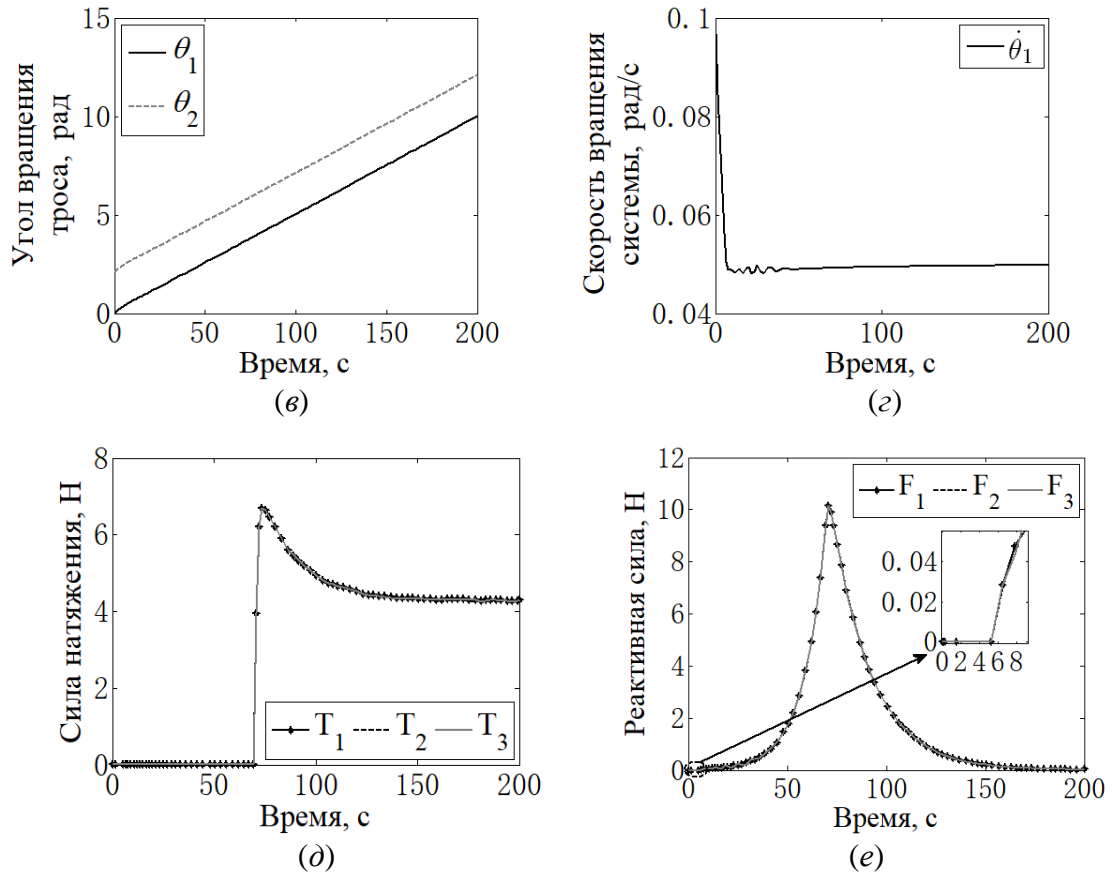 15
10
5
0
0
50
100
150
200
θ1
θ2
Угол вращения
троса, рад
Время, с
(в)
0.1
0.08
0.06
0.04
0
100
200
θ̇1
Скорость вращения
системы, рад/с
Время, с
(г)
8
6
4
2
0
0
50
100
150
200
T1 T2 T3
Сила натяжения, Н
Время, с
(д)
12
10
8
6
4
2
0
0
50
100
150
200
F1 F2 F3
0.04
0.02
0
0 2 4 6 8
Реактивная сила, Н
Время, с
(е)